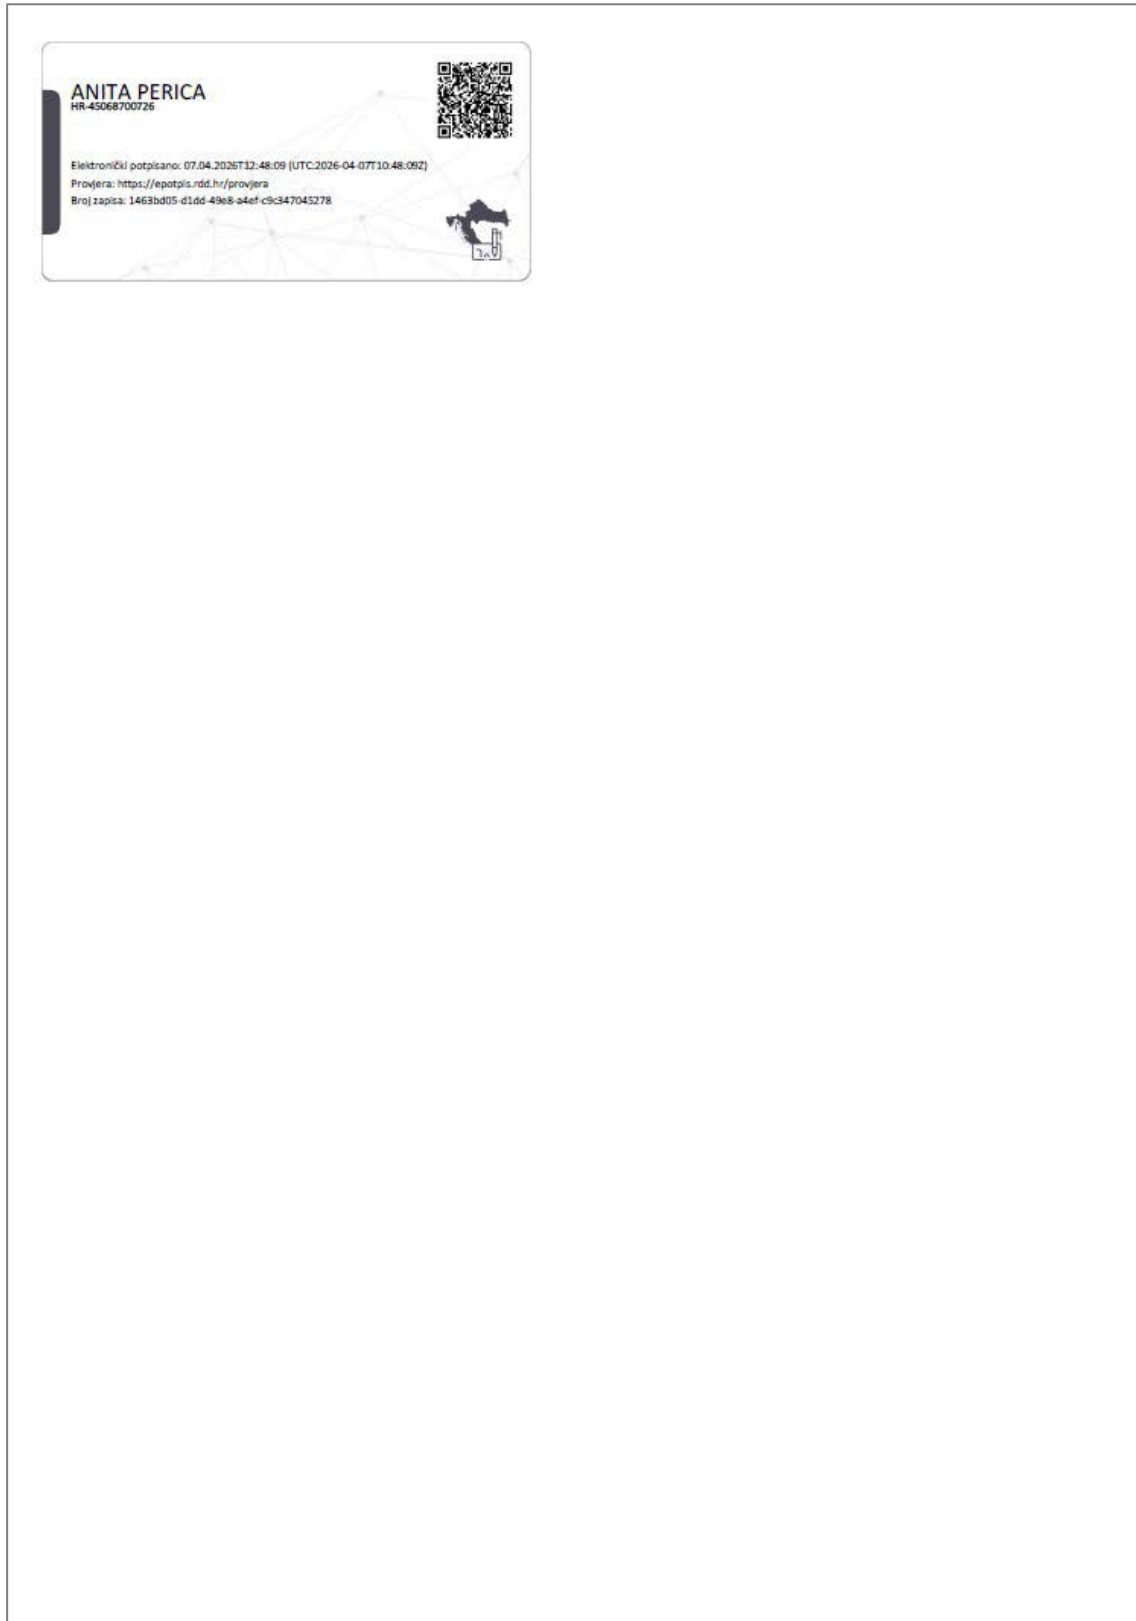 ANITA PERICA
HR-45068700726
Elektronički potpisano: 07.04.2026T12:48:09 (UTC:2026-04-07T10:48:09Z)
Provjera: https://epotpis.rdd.hr/provjera
Broj zapisa: 1463bd05-d1dd-49e8-a4ef-c9c347045278